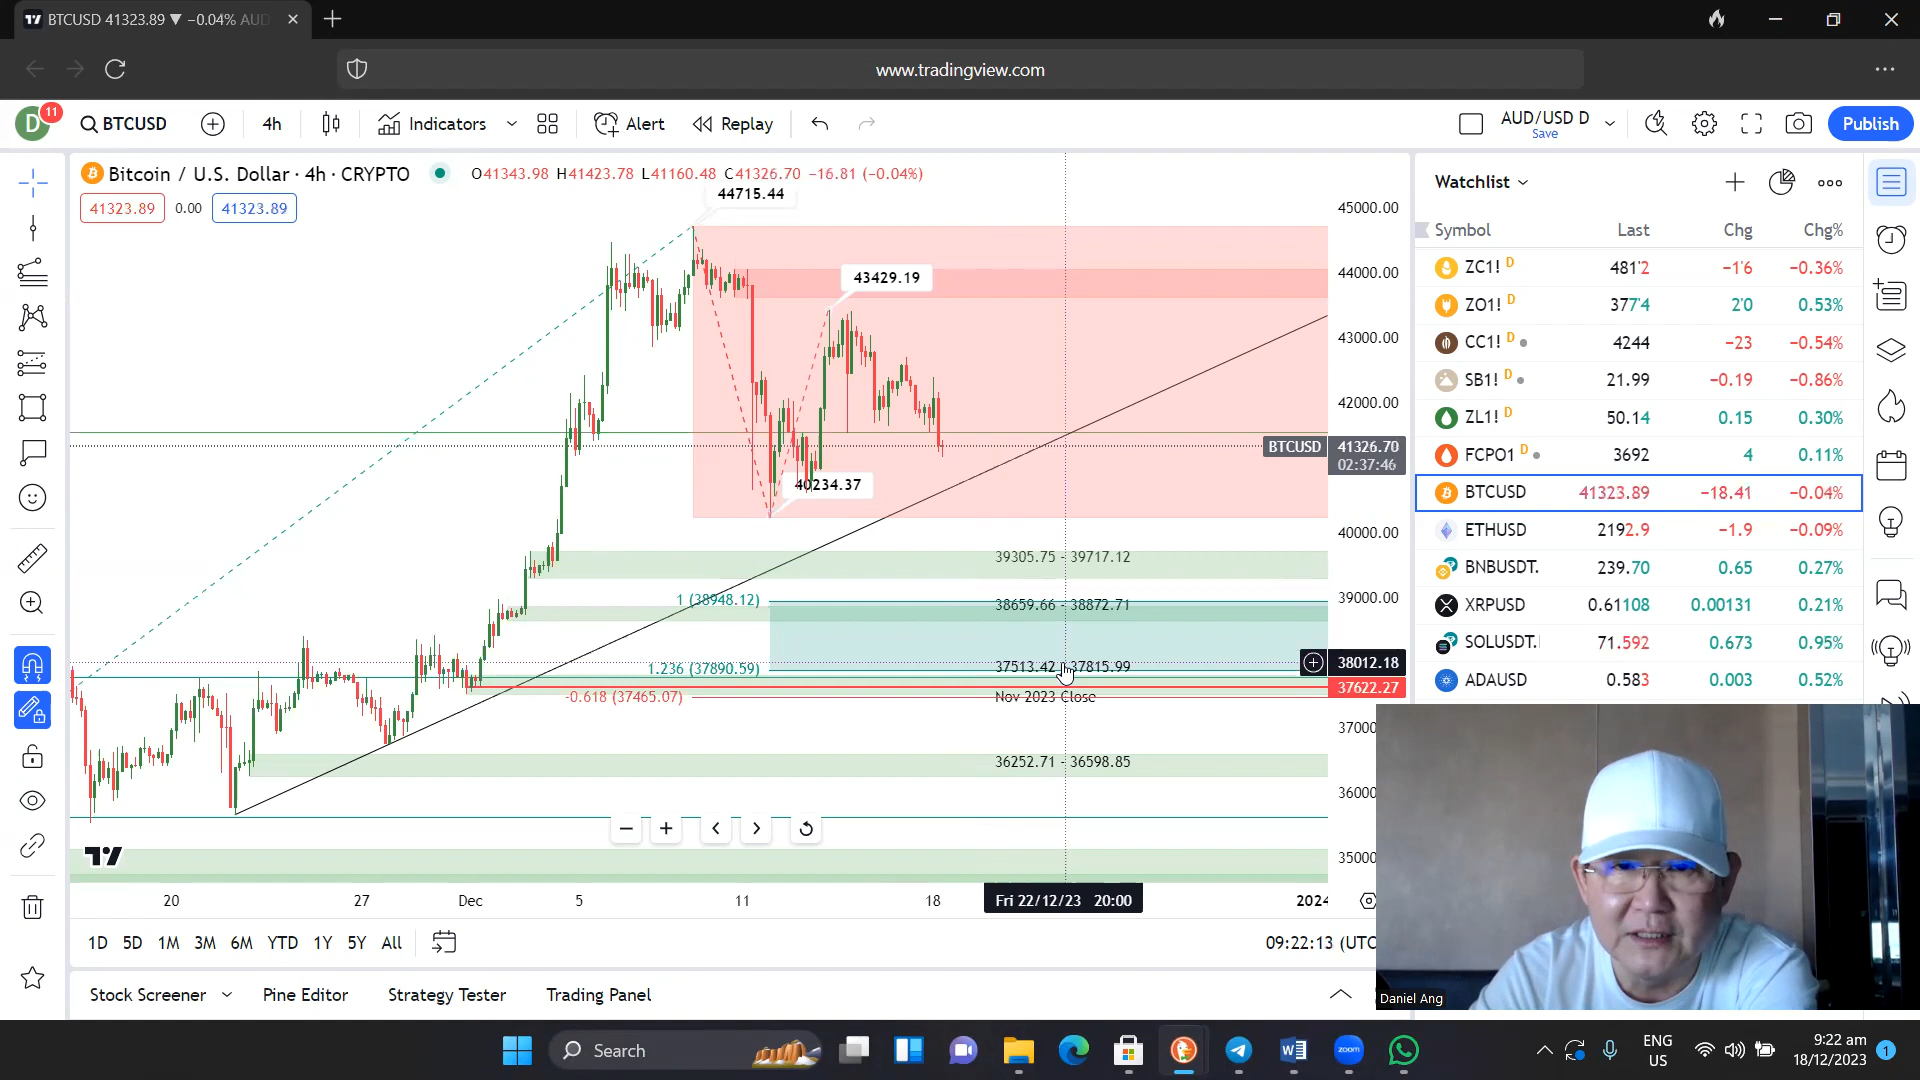 BTCUSD 41323.89 ▼ −0.04% AUD
www.tradingview.com
D 11 BTCUSD 4h Indicators Alert Replay AUD/USD D Save Publish
Bitcoin / U.S. Dollar · 4h · CRYPTO O41343.98 H41423.78 L41160.48 C41326.70 −16.81 (−0.04%)
41323.89 0.00 41323.89
44715.44
43429.19
40234.37
39305.75 - 39717.12
1 (38948.12)
38659.66 - 38872.71
1.236 (37890.59)
37513.42 - 37815.99
-0.618 (37465.07)
Nov 2023 Close
36252.71 - 36598.85
45000.00
44000.00
43000.00
42000.00
BTCUSD 41326.70
02:37:46
40000.00
39000.00
38012.18
37622.27
37000
36000
35000
20 27 Dec 5 11 18 Fri 22/12/23 20:00 2024
1D 5D 1M 3M 6M YTD 1Y 5Y All
09:22:13 (UTC
Stock Screener Pine Editor Strategy Tester Trading Panel
Watchlist
Symbol Last Chg Chg%
ZC1! D 481'2 −1'6 −0.36%
ZO1! D 377'4 2'0 0.53%
CC1! D 4244 −23 −0.54%
SB1! D 21.99 −0.19 −0.86%
ZL1! D 50.14 0.15 0.30%
FCPO1 D 3692 4 0.11%
BTCUSD 41323.89 −18.41 −0.04%
ETHUSD 2192.9 −1.9 −0.09%
BNBUSDT. 239.70 0.65 0.27%
XRPUSD 0.61108 0.00131 0.21%
SOLUSDT. 71.592 0.673 0.95%
ADAUSD 0.583 0.003 0.52%
Daniel Ang
Search
zoom
ENG
US
9:22 am
18/12/2023
1